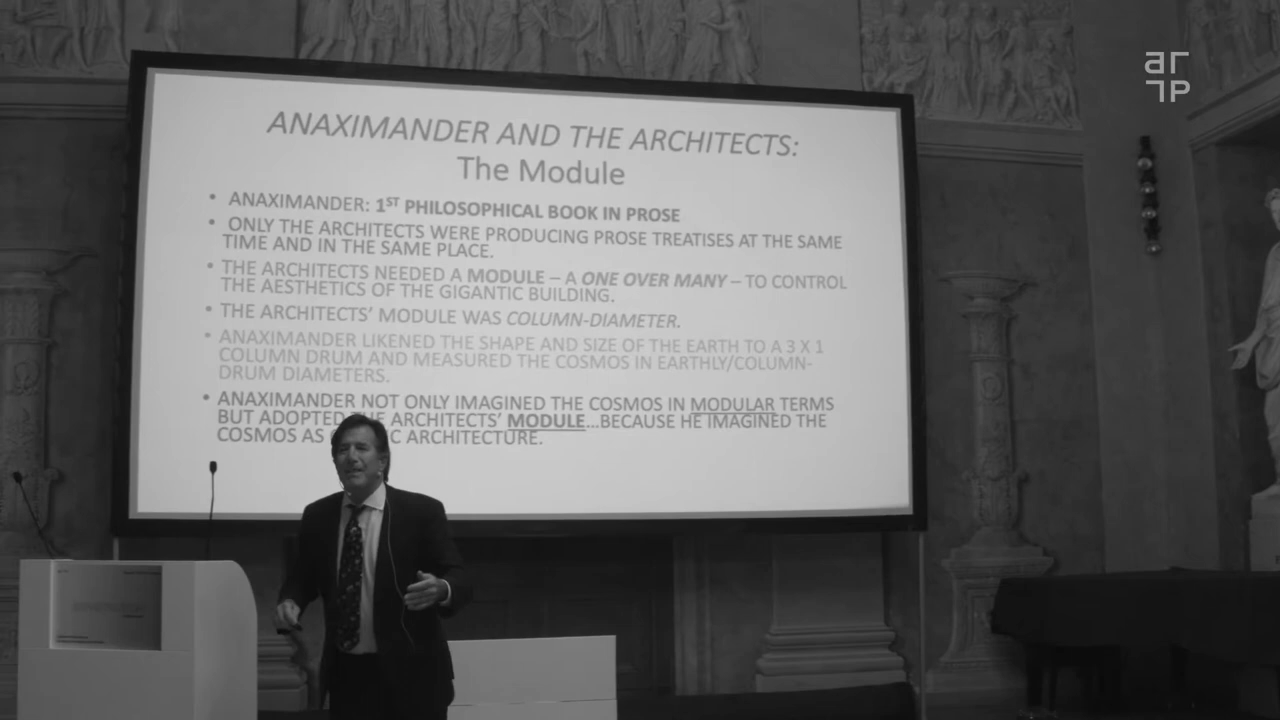 ar
ANAXIMANDER AND THE ARCHITECTS:
The Module
• ANAXIMANDER: 1ST PHILOSOPHICAL BOOK IN PROSE
• ONLY THE ARCHITECTS WERE PRODUCING PROSE TREATISES AT THE SAME
TIME AND IN THE SAME PLACE.
• THE ARCHITECTS NEEDED A MODULE – A ONE OVER MANY – TO CONTROL
THE AESTHETICS OF THE GIGANTIC BUILDING.
• THE ARCHITECTS' MODULE WAS COLUMN-DIAMETER.
• ANAXIMANDER LIKENED THE SHAPE AND SIZE OF THE EARTH TO A 3 X 1
COLUMN DRUM AND MEASURED THE COSMOS IN EARTHLY/COLUMN-
DRUM DIAMETERS.
• ANAXIMANDER NOT ONLY IMAGINED THE COSMOS IN MODULAR TERMS
BUT ADOPTED THE ARCHITECTS' MODULE...BECAUSE HE IMAGINED THE
COSMOS AS ARCHITECTURE.